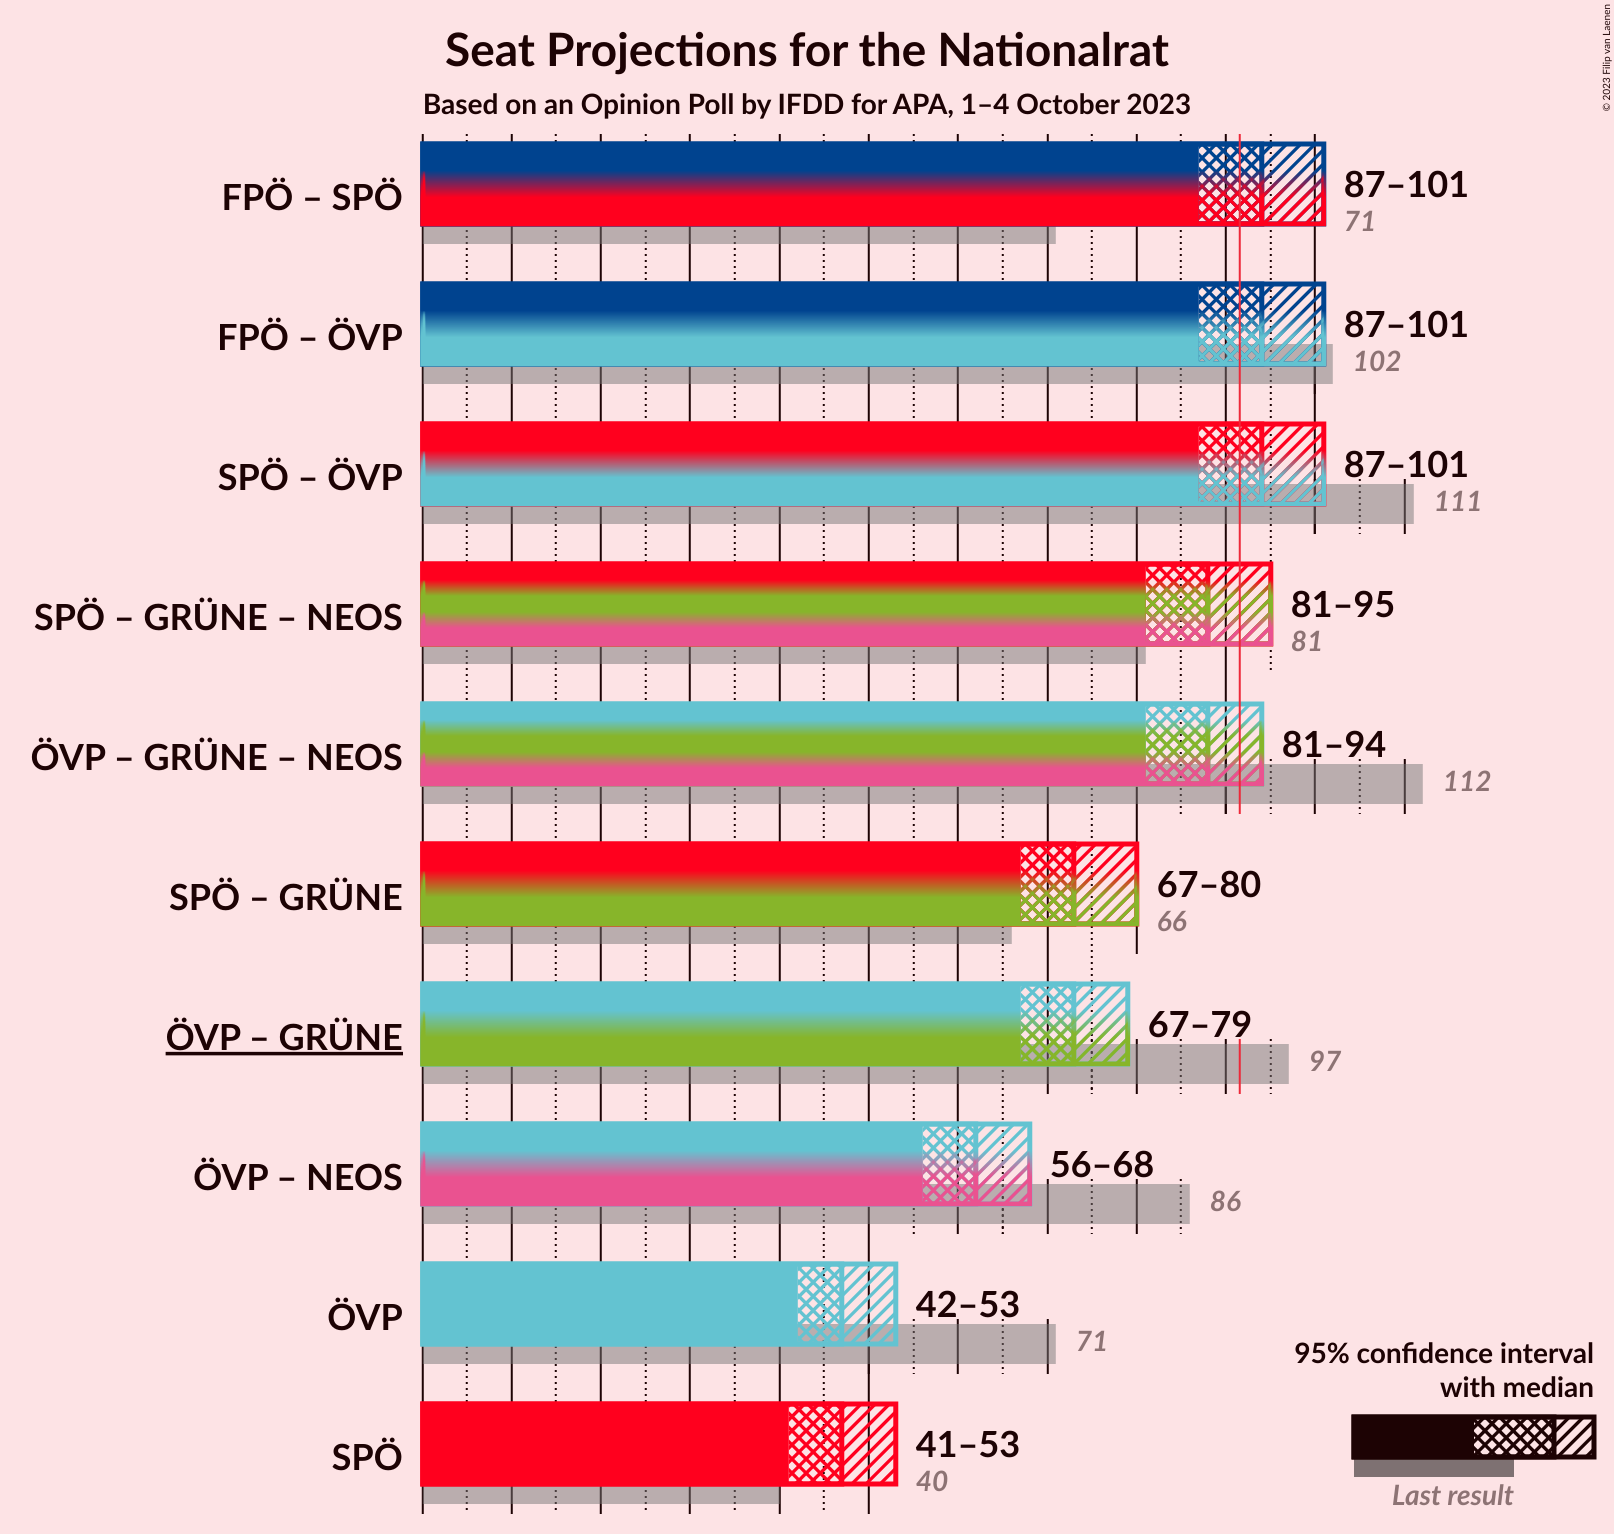 Seat Projections for the Nationalrat
Based on an Opinion Poll by IFDD for APA, 1–4 October 2023
© 2023 Filip van Laenen
FPÖ – SPÖ
87–101
71
FPÖ – ÖVP
87–101
102
SPÖ – ÖVP
87–101
111
SPÖ – GRÜNE – NEOS
81–95
81
ÖVP – GRÜNE – NEOS
81–94
112
SPÖ – GRÜNE
67–80
66
ÖVP – GRÜNE
67–79
97
ÖVP – NEOS
56–68
86
ÖVP
42–53
71
SPÖ
41–53
40
95% confidence interval
with median
Last result